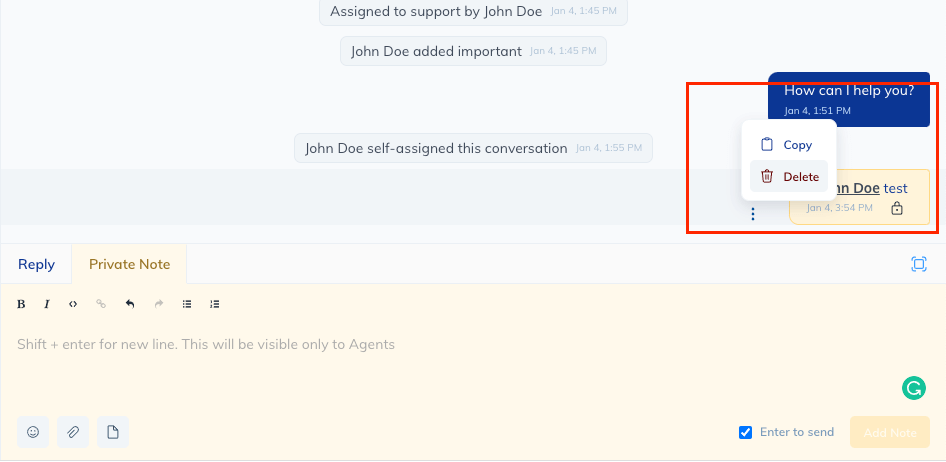 Assigned to support by John Doe Jan 4, 1:45 PM
John Doe added important Jan 4, 1:45 PM
How can I help you?
Jan 4, 1:51 PM
John Doe self-assigned this conversation Jan 4, 1:55 PM
Copy
Delete
Doe test
Jan 4, 3:54 PM
Reply Private Note
B I
Shift + enter for new line. This will be visible only to Agents
Enter to send Add Note